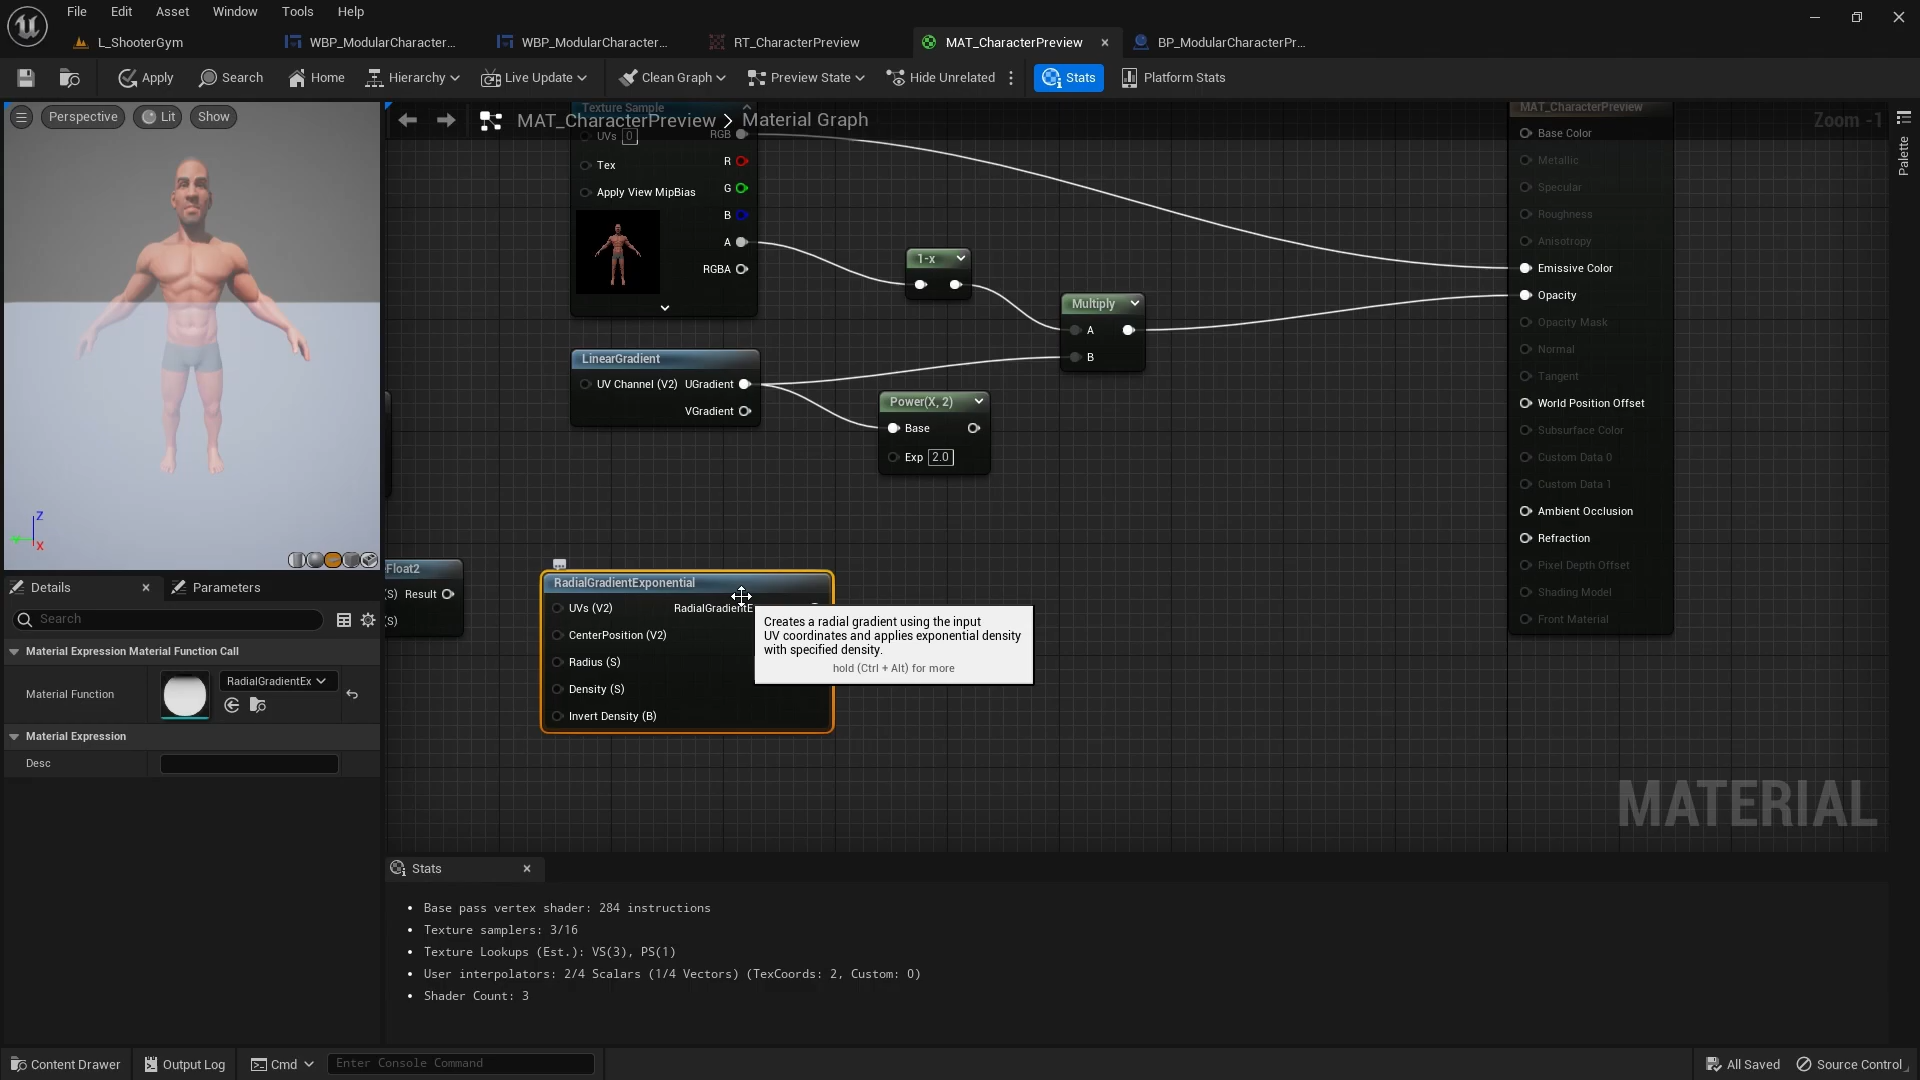 File Edit Asset Window Tools Help
L_ShooterGym WBP_ModularCharacter... WBP_ModularCharacter... RT_CharacterPreview MAT_CharacterPreview BP_ModularCharacterPr...
Apply Search Home Hierarchy Live Update Clean Graph Preview State Hide Unrelated Stats Platform Stats
Perspective Lit Show
MAT_CharacterPreview > Material Graph
Zoom -1
Palette
Texture Sample
UVs 0 RGB
Tex R
G
Apply View MipBias
B
A
RGBA
1-x
Multiply
A
B
LinearGradient
UV Channel (V2) UGradient
VGradient
Power(X, 2)
Base
Exp 2.0
MAT_CharacterPreview
Base Color
Metallic
Specular
Roughness
Anisotropy
Emissive Color
Opacity
Opacity Mask
Normal
Tangent
World Position Offset
Subsurface Color
Custom Data 0
Custom Data 1
Ambient Occlusion
Refraction
Pixel Depth Offset
Shading Model
Front Material
Z
X
Float2
(S) Result
(S)
RadialGradientExponential
UVs (V2) RadialGradientE
CenterPosition (V2)
Radius (S)
Density (S)
Invert Density (B)
Creates a radial gradient using the input
UV coordinates and applies exponential density
with specified density.
hold (Ctrl + Alt) for more
MATERIAL
Details Parameters
Search
Material Expression Material Function Call
Material Function RadialGradientEx
Material Expression
Desc
Stats
Base pass vertex shader: 284 instructions
Texture samplers: 3/16
Texture Lookups (Est.): VS(3), PS(1)
User interpolators: 2/4 Scalars (1/4 Vectors) (TexCoords: 2, Custom: 0)
Shader Count: 3
Content Drawer Output Log Cmd Enter Console Command All Saved Source Control